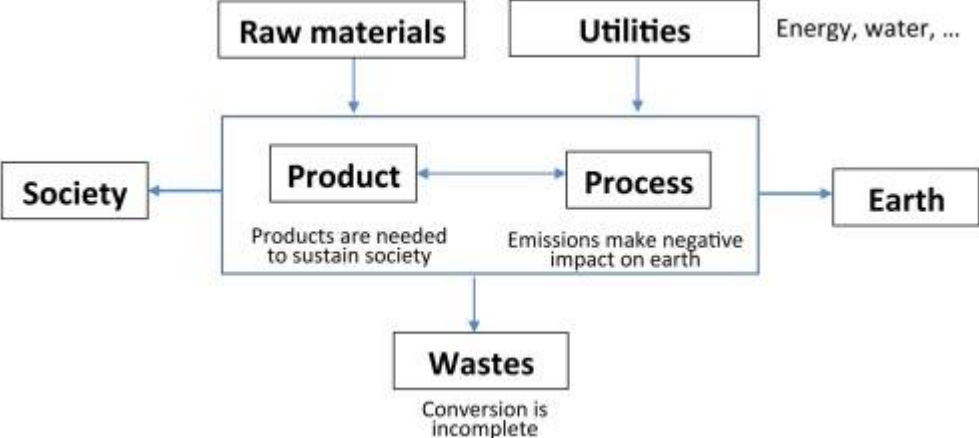 Raw materials
Utilities
Energy, water, ...
Society
Product
Process
Earth
Products are needed
to sustain society
Emissions make negative
impact on earth
Wastes
Conversion is
incomplete